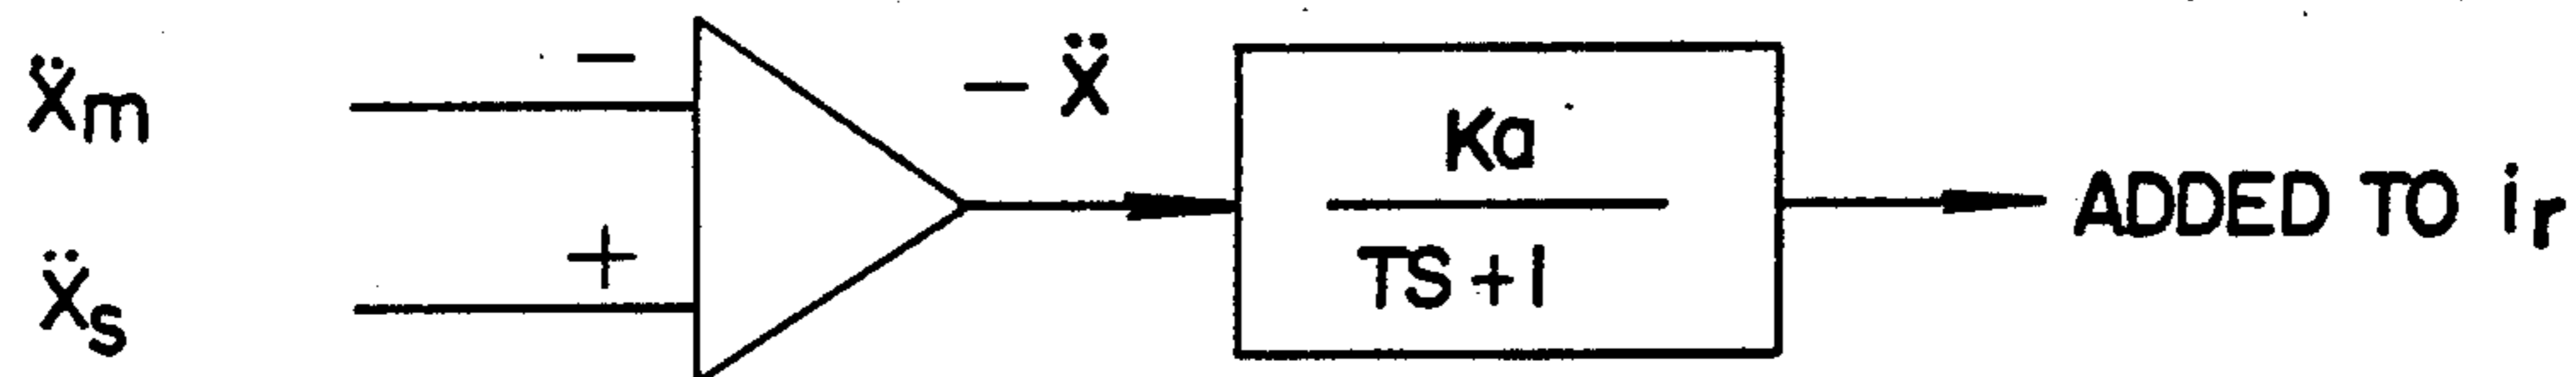 Ẍm
−
− Ẍ
Ka
TS + 1
ADDED TO ir
+
Ẍs